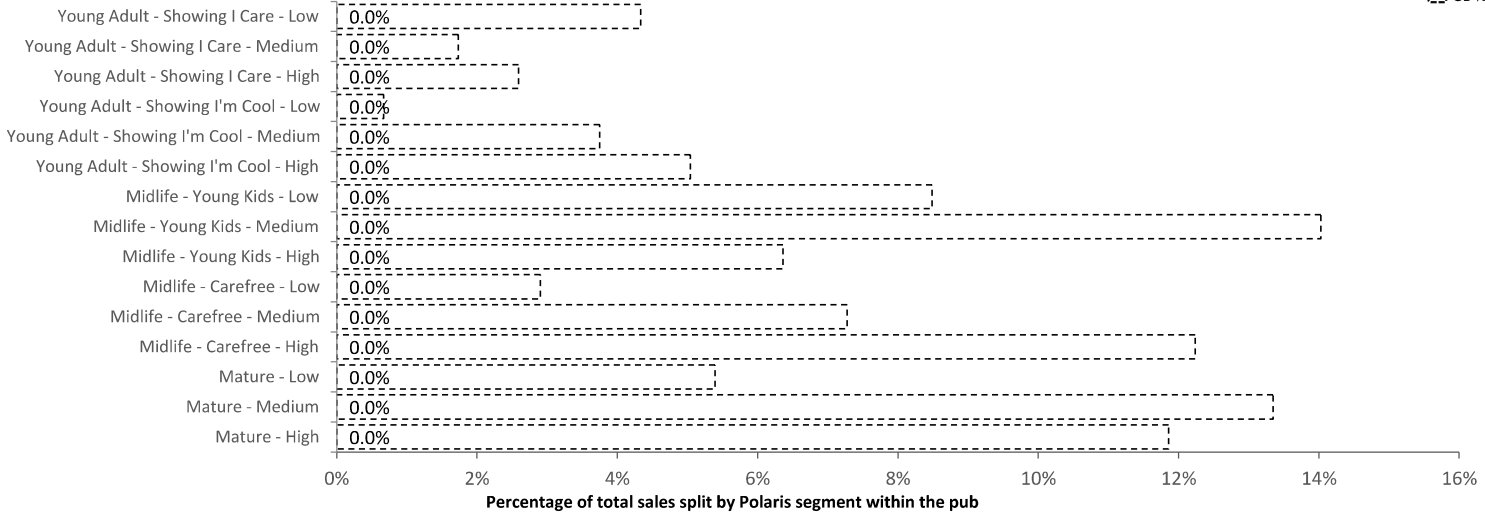 Young Adult - Showing I Care - Low 0.0%
Young Adult - Showing I Care - Medium 0.0%
Young Adult - Showing I Care - High 0.0%
Young Adult - Showing I'm Cool - Low 0.0%
Young Adult - Showing I'm Cool - Medium 0.0%
Young Adult - Showing I'm Cool - High 0.0%
Midlife - Young Kids - Low 0.0%
Midlife - Young Kids - Medium 0.0%
Midlife - Young Kids - High 0.0%
Midlife - Carefree - Low 0.0%
Midlife - Carefree - Medium 0.0%
Midlife - Carefree - High 0.0%
Mature - Low 0.0%
Mature - Medium 0.0%
Mature - High 0.0%
0% 2% 4% 6% 8% 10% 12% 14% 16%
Percentage of total sales split by Polaris segment within the pub